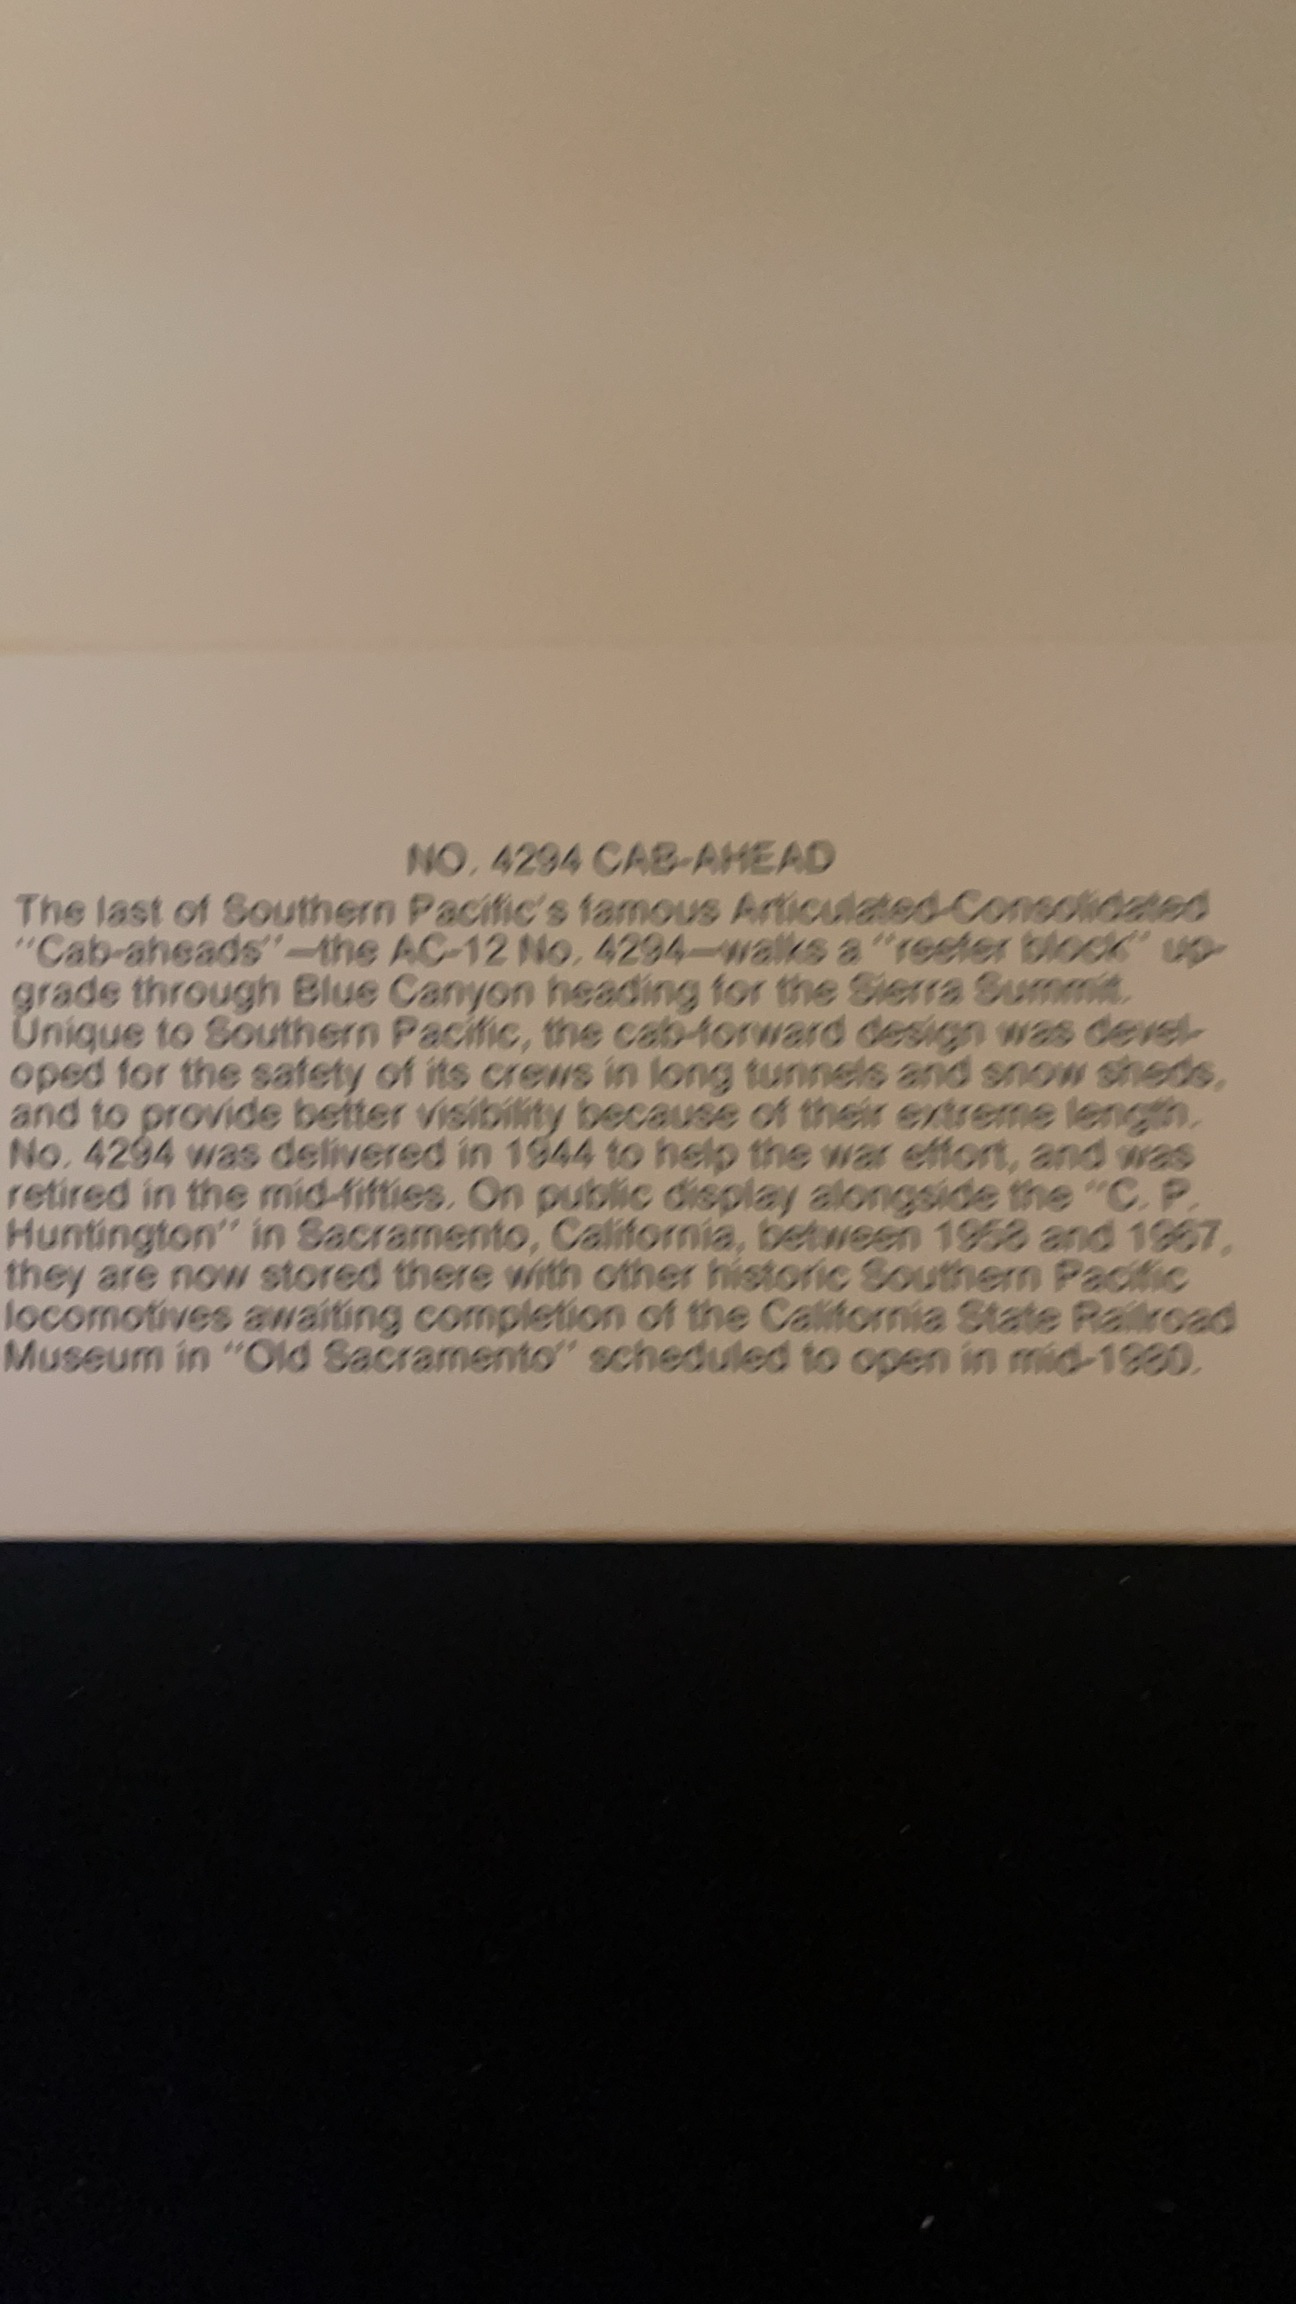 NO. 4294 CAB-AHEAD
The last of Southern Pacific's famous Articulated-Consolidated
"Cab-aheads"—the AC-12 No. 4294—walks a "reefer block" up-
grade through Blue Canyon heading for the Sierra Summit.
Unique to Southern Pacific, the cab-forward design was devel-
oped for the safety of its crews in long tunnels and snow sheds,
and to provide better visibility because of their extreme length.
No. 4294 was delivered in 1944 to help the war effort, and was
retired in the mid-fifties. On public display alongside the "C. P.
Huntington" in Sacramento, California, between 1958 and 1967,
they are now stored there with other historic Southern Pacific
locomotives awaiting completion of the California State Railroad
Museum in "Old Sacramento" scheduled to open in mid-1980.